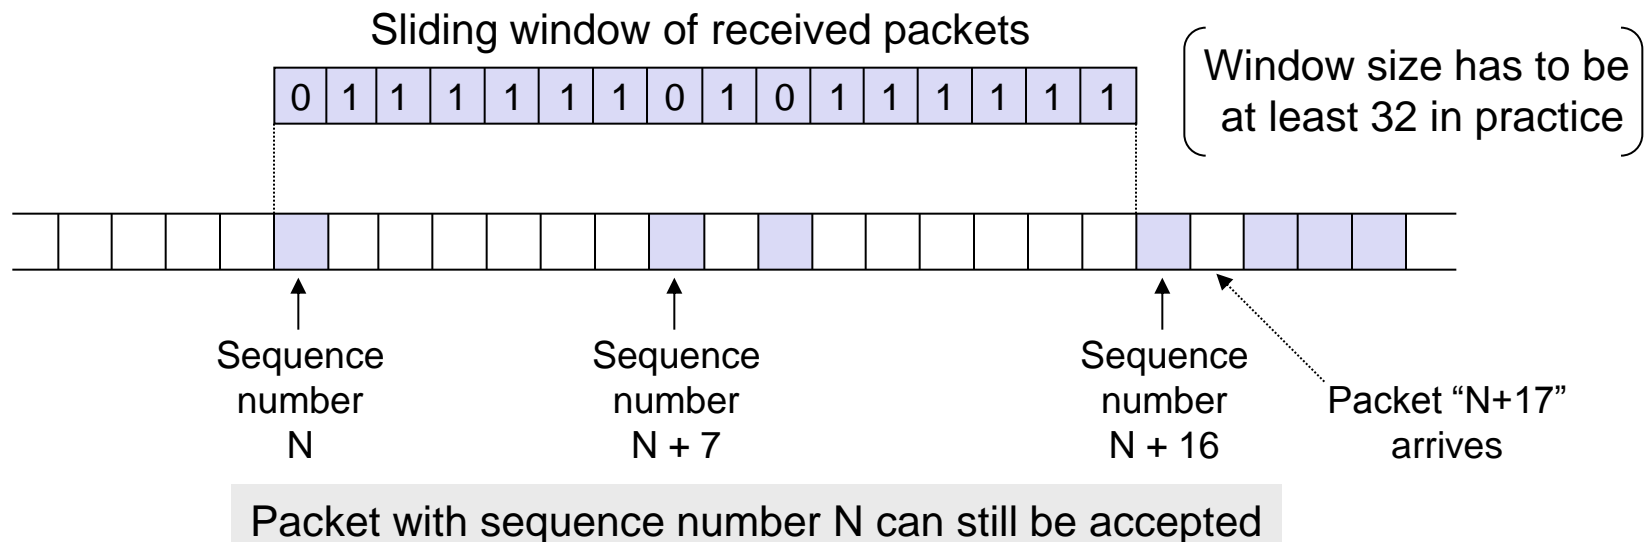 Sliding window of received packets
Window size has to be
at least 32 in practice
0 1 1 1 1 1 1 0 1 0 1 1 1 1 1 1
Sequence
number
N
Sequence
number
N + 7
Sequence
number
N + 16
Packet “N+17”
arrives
Packet with sequence number N can still be accepted